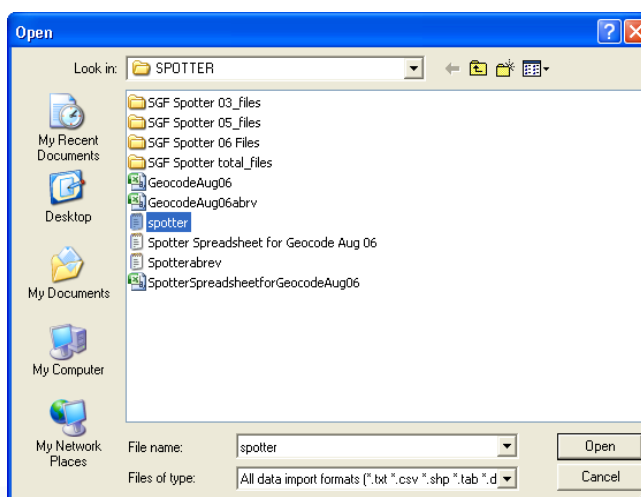 Open
Look in: SPOTTER
My Recent Documents
Desktop
My Documents
My Computer
My Network Places
SGF Spotter 03_files
SGF Spotter 05_files
SGF Spotter 06 Files
SGF Spotter total_files
GeocodeAug06
GeocodeAug06abrv
spotter
Spotter Spreadsheet for Geocode Aug 06
Spotterabrev
SpotterSpreadsheetforGeocodeAug06
File name: spotter Open
Files of type: All data import formats (*.txt *.csv *.shp *.tab *.d Cancel